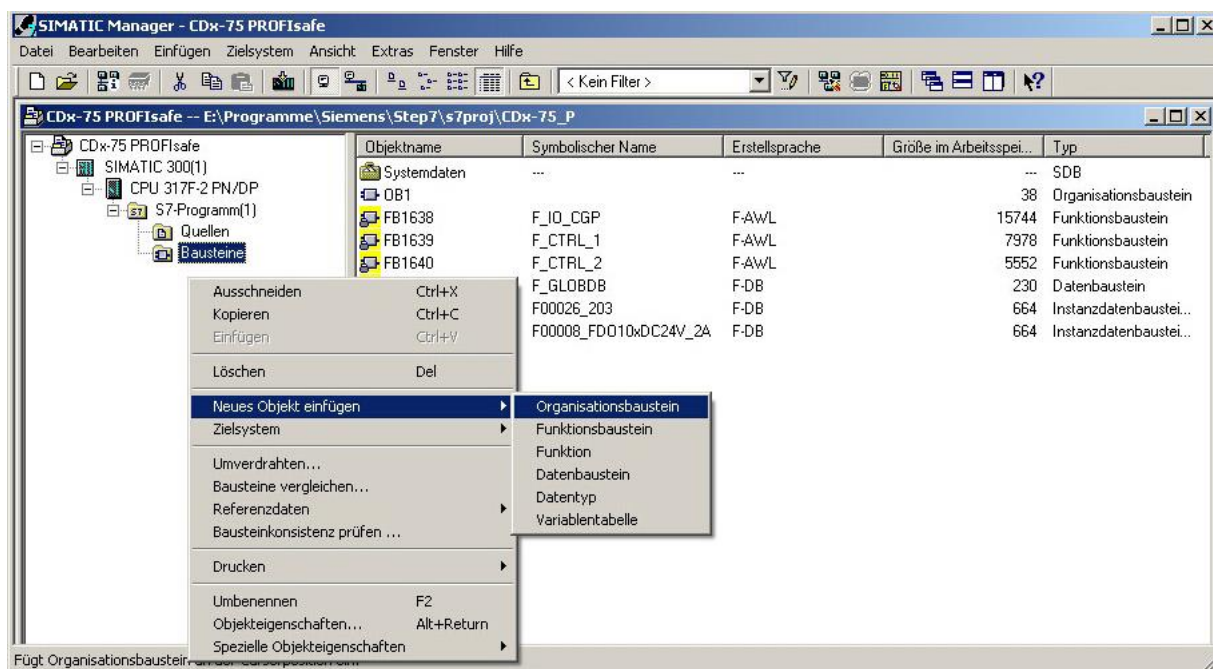 SIMATIC Manager - CDx-75 PROFIsafe
Datei Bearbeiten Einfügen Zielsystem Ansicht Extras Fenster Hilfe
< Kein Filter >
CDx-75 PROFIsafe -- E:\Programme\Siemens\Step7\s7proj\CDx-75_P
CDx-75 PROFIsafe
SIMATIC 300(1)
CPU 317F-2 PN/DP
S7-Programm(1)
Quellen
Bausteine
Objektname Symbolischer Name Erstellsprache Größe im Arbeitsspei... Typ
Systemdaten --- --- --- SDB
OB1 38 Organisationsbaustein
FB1638 F_IO_CGP F-AWL 15744 Funktionsbaustein
FB1639 F_CTRL_1 F-AWL 7978 Funktionsbaustein
FB1640 F_CTRL_2 F-AWL 5552 Funktionsbaustein
F_GLOBDB F-DB 230 Datenbaustein
F00026_203 F-DB 664 Instanzdatenbaustei...
F00008_FDO10xDC24V_2A F-DB 664 Instanzdatenbaustei...
Ausschneiden Ctrl+X
Kopieren Ctrl+C
Einfügen Ctrl+V
Löschen Del
Neues Objekt einfügen
Zielsystem
Umverdrahten...
Bausteine vergleichen...
Referenzdaten
Bausteinkonsistenz prüfen ...
Drucken
Umbenennen F2
Objekteigenschaften... Alt+Return
Spezielle Objekteigenschaften
Organisationsbaustein
Funktionsbaustein
Funktion
Datenbaustein
Datentyp
Variablentabelle
Fügt Organisationsbaustein